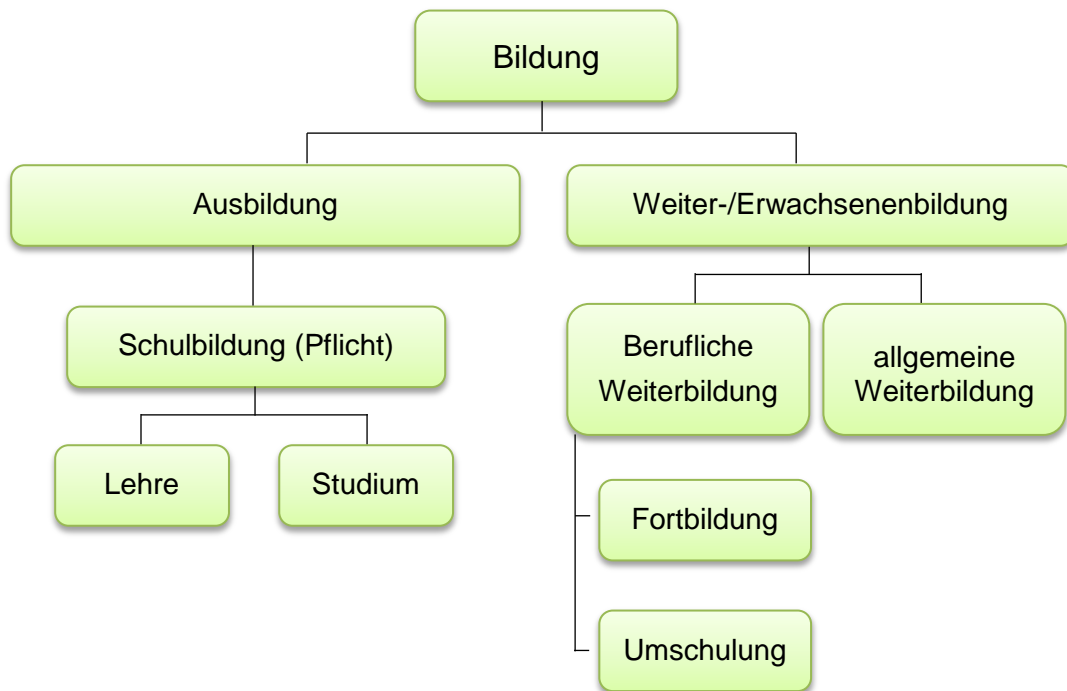 Bildung
Ausbildung
Weiter-/Erwachsenenbildung
Schulbildung (Pflicht)
Berufliche
Weiterbildung
allgemeine
Weiterbildung
Lehre
Studium
Fortbildung
Umschulung